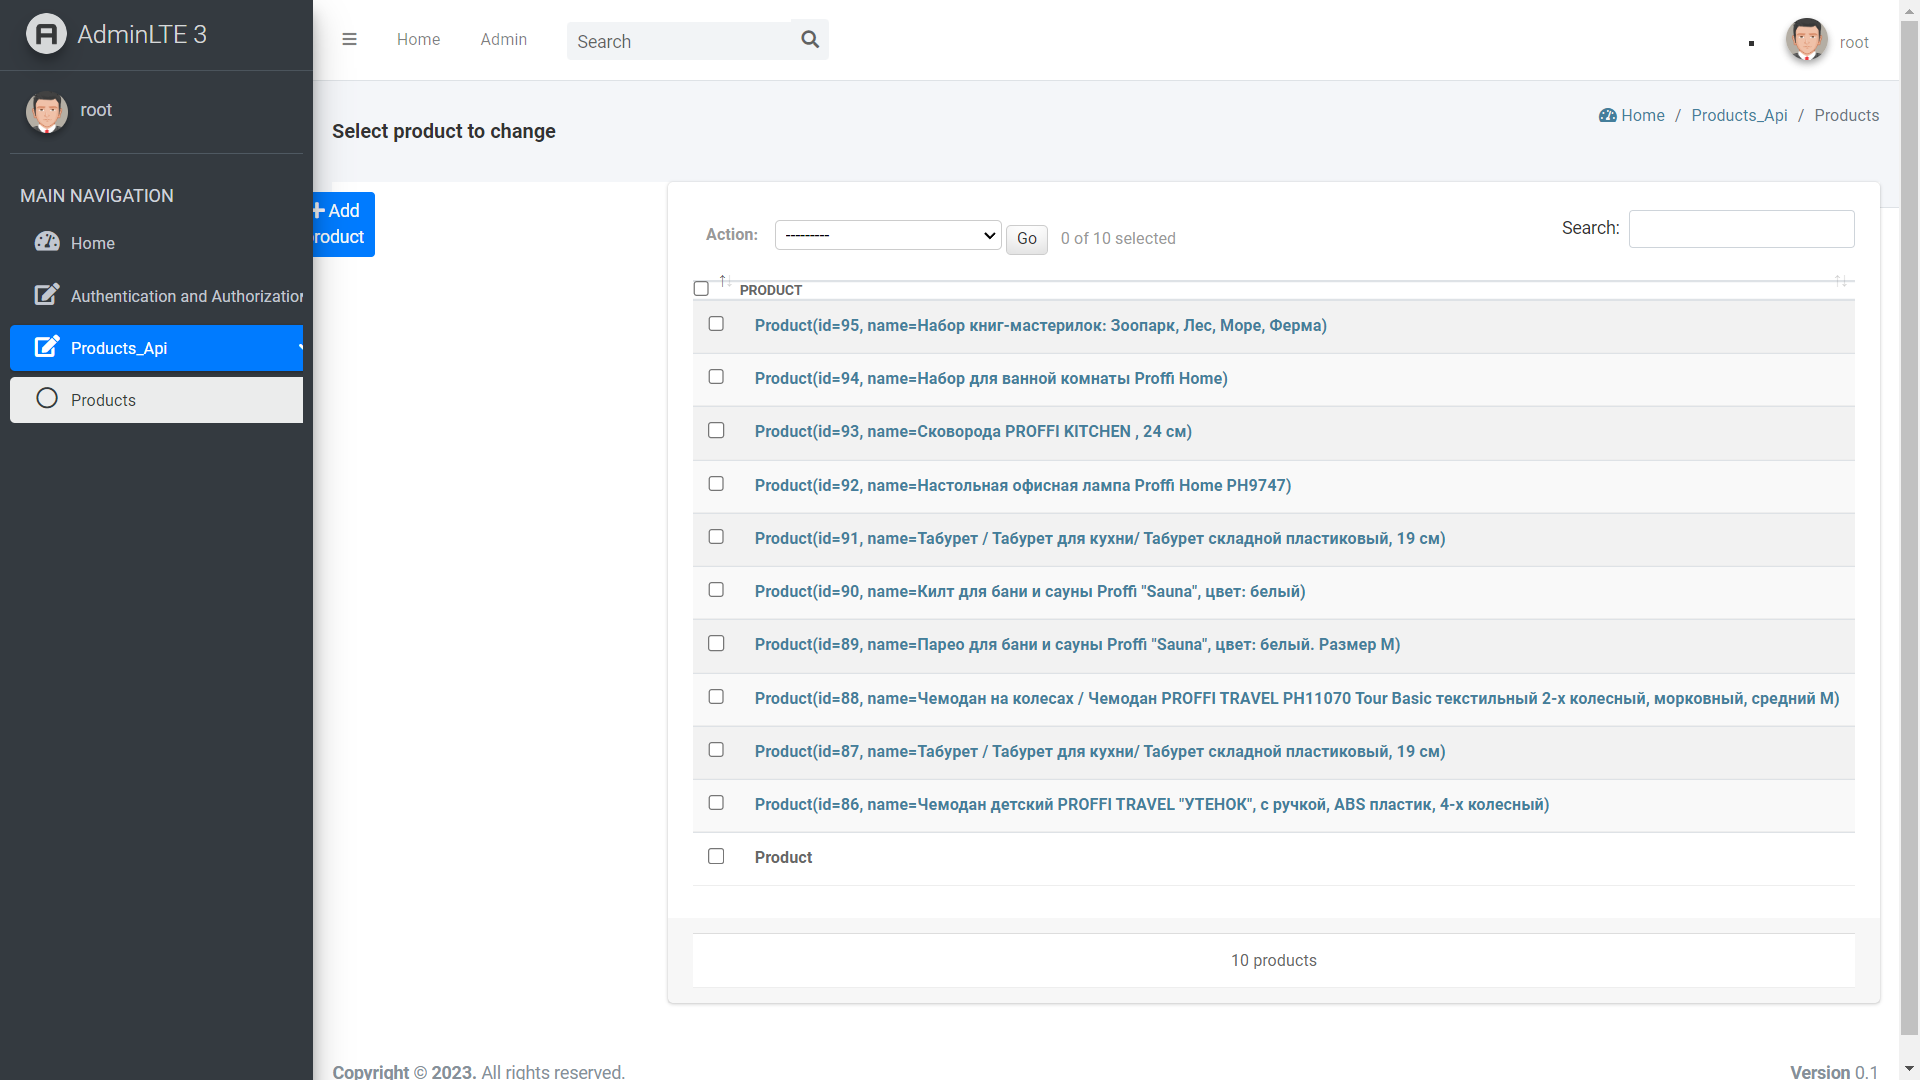 AdminLTE 3
Home
Admin
Search
root
root
Home / Products_Api / Products
Select product to change
MAIN NAVIGATION
Home
Authentication and Authorization
Products_Api
Products
Add
product
Action:
---------
Go
0 of 10 selected
Search:
PRODUCT
Product(id=95, name=Набор книг-мастерилок: Зоопарк, Лес, Море, Ферма)
Product(id=94, name=Набор для ванной комнаты Proffi Home)
Product(id=93, name=Сковорода PROFFI KITCHEN , 24 см)
Product(id=92, name=Настольная офисная лампа Proffi Home PH9747)
Product(id=91, name=Табурет / Табурет для кухни/ Табурет складной пластиковый, 19 см)
Product(id=90, name=Килт для бани и сауны Proffi "Sauna", цвет: белый)
Product(id=89, name=Парео для бани и сауны Proffi "Sauna", цвет: белый. Размер M)
Product(id=88, name=Чемодан на колесах / Чемодан PROFFI TRAVEL PH11070 Tour Basic текстильный 2-х колесный, морковный, средний M)
Product(id=87, name=Табурет / Табурет для кухни/ Табурет складной пластиковый, 19 см)
Product(id=86, name=Чемодан детский PROFFI TRAVEL "УТЕНОК", с ручкой, ABS пластик, 4-х колесный)
Product
10 products
Copyright © 2023. All rights reserved.
Version 0.1